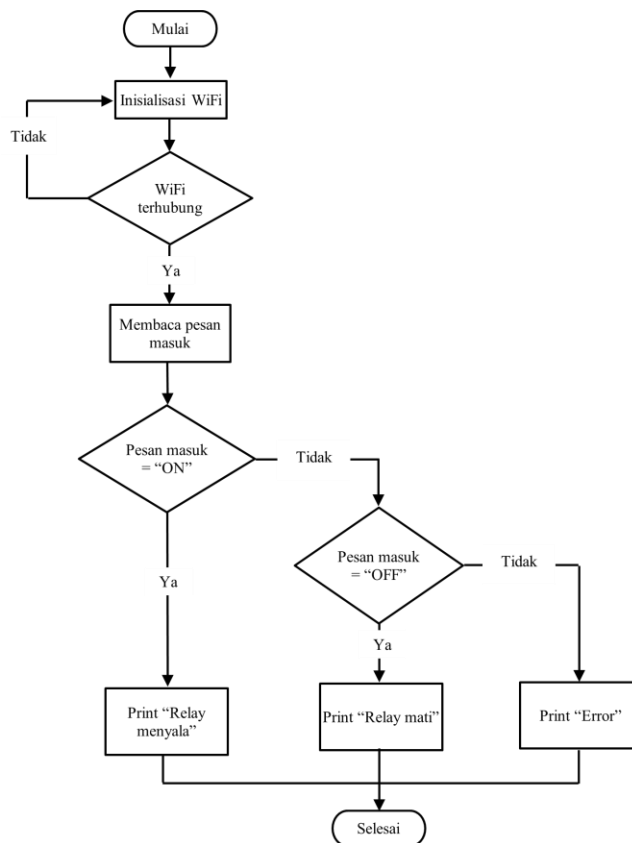 Mulai
Inisialisasi WiFi
Tidak
WiFi
terhubung
Ya
Membaca pesan
masuk
Pesan masuk
= “ON”
Tidak
Pesan masuk
= “OFF”
Tidak
Ya
Ya
Print “Relay
menyala”
Print “Relay mati”
Print “Error”
Selesai